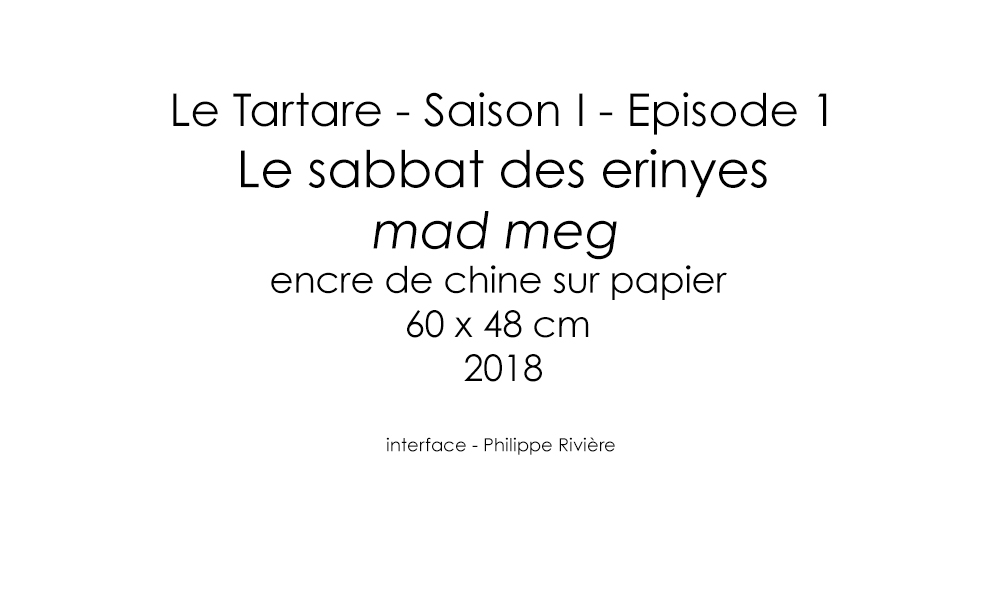 Le Tartare - Saison I - Episode 1
Le sabbat des erinyes
mad meg
encre de chine sur papier
60 x 48 cm
2018
interface - Philippe Rivière